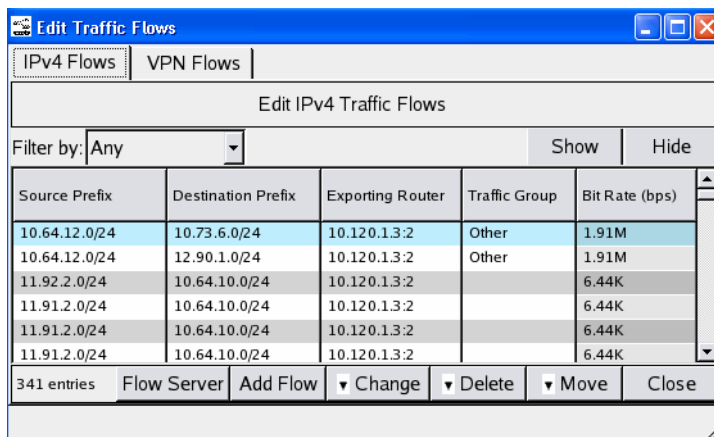 Edit Traffic Flows
IPv4 Flows VPN Flows
Edit IPv4 Traffic Flows
Filter by: Any Show Hide
Source Prefix Destination Prefix Exporting Router Traffic Group Bit Rate (bps)
10.64.12.0/24 10.73.6.0/24 10.120.1.3:2 Other 1.91M
10.64.12.0/24 12.90.1.0/24 10.120.1.3:2 Other 1.91M
11.92.2.0/24 10.64.10.0/24 10.120.1.3:2 6.44K
11.91.2.0/24 10.64.10.0/24 10.120.1.3:2 6.44K
11.91.2.0/24 10.64.10.0/24 10.120.1.3:2 6.44K
11.91.2.0/24 10.64.10.0/24 10.120.1.3:2 6.44K
341 entries Flow Server Add Flow Change Delete Move Close